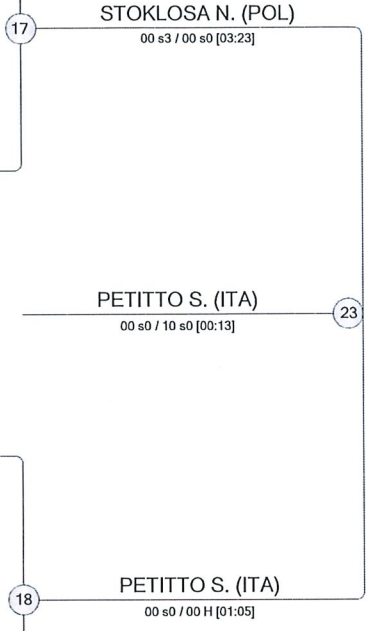 STOKLOSA N. (POL)
17
00 s3 / 00 s0 [03:23]
PETITTO S. (ITA)
23
00 s0 / 10 s0 [00:13]
PETITTO S. (ITA)
18
00 s0 / 00 H [01:05]